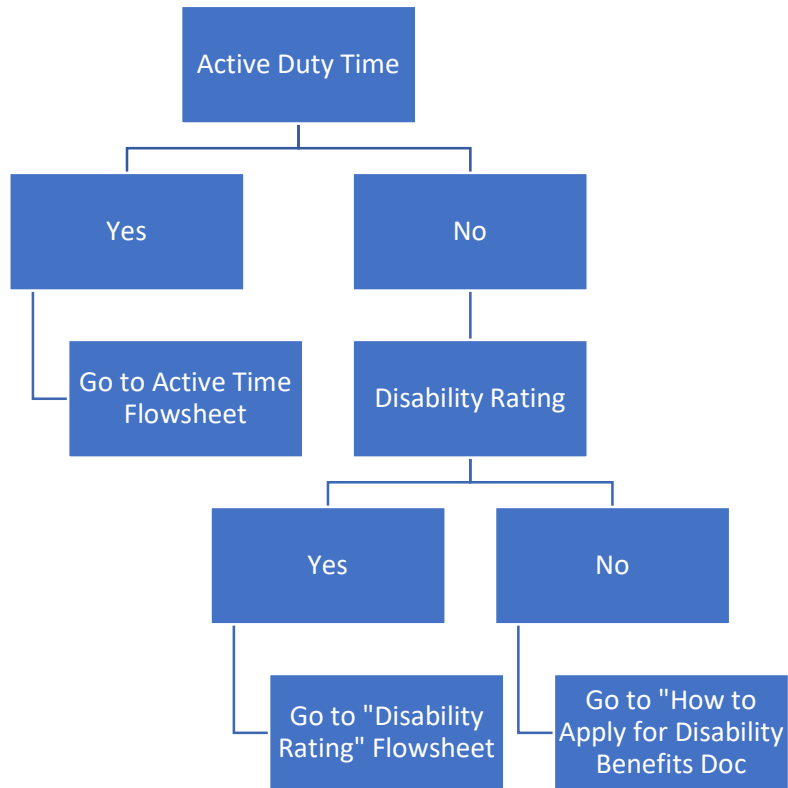 Active Duty Time
Yes
No
Go to Active Time
Flowsheet
Disability Rating
Yes
No
Go to "Disability
Rating" Flowsheet
Go to "How to
Apply for Disability
Benefits Doc